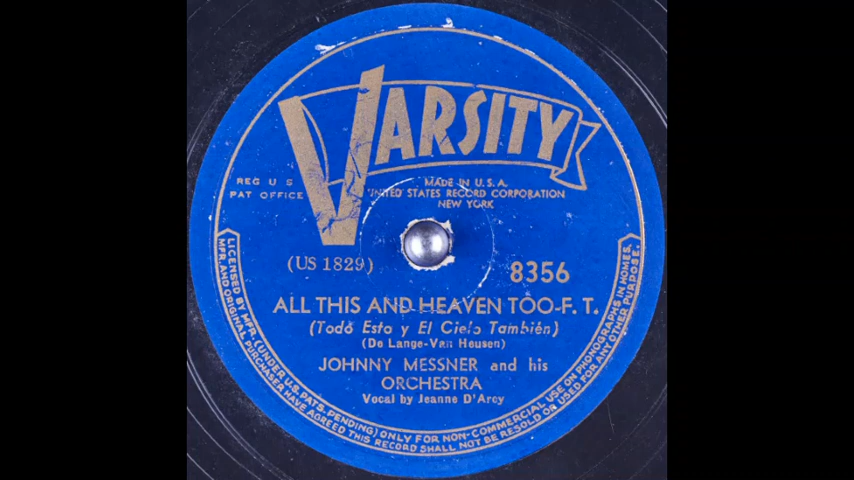 VARSITY
REG U S
PAT OFFICE
MADE IN U.S.A.
UNITED STATES RECORD CORPORATION
NEW YORK
(US 1829)
8356
ALL THIS AND HEAVEN TOO-F. T.
(Todo Esto y El Cielo También)
(De Lange-Van Heusen)
JOHNNY MESSNER and his
ORCHESTRA
Vocal by Jeanne D'Arcy
LICENSED BY MFR. (UNDER U.S. PATS. PENDING) ONLY FOR NON-COMMERCIAL USE ON PHONOGRAPHS IN HOMES.
MFR. AND ORIGINAL PURCHASER HAVE AGREED THIS RECORD SHALL NOT BE RESOLD OR USED FOR ANY OTHER PURPOSE.